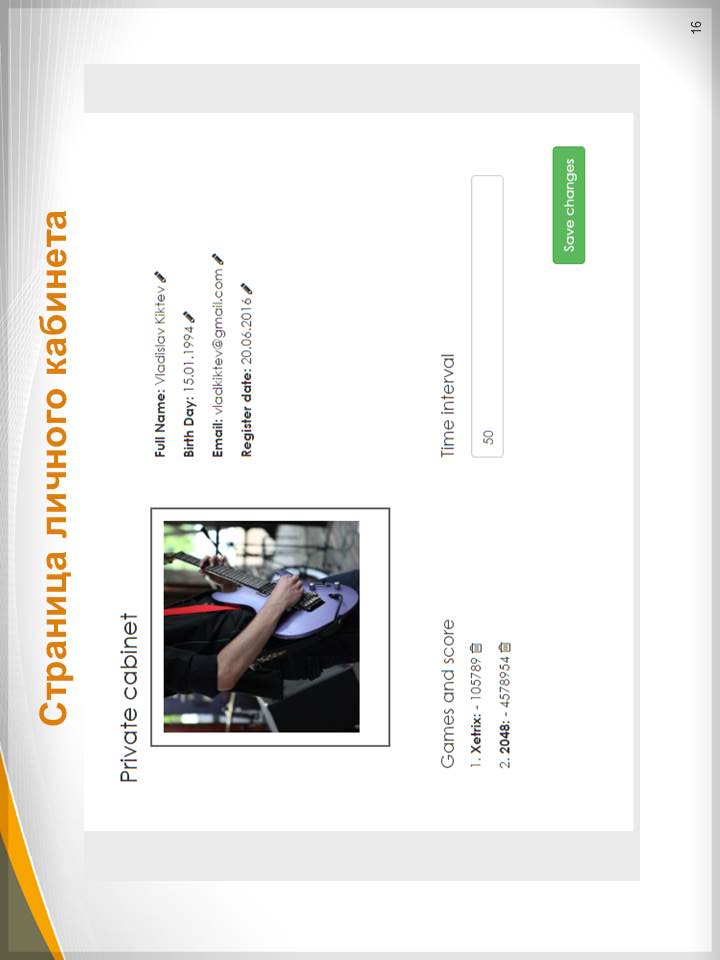 Страница личного кабинета
Private cabinet
Full Name: Vladislav Kiktev
Birth Day: 15.01.1994
Email: vladkiktev@gmail.com
Register date: 20.06.2016
Games and score
1. Xetrix: - 105789
2. 2048: - 4578954
Time interval
50
Save changes
16